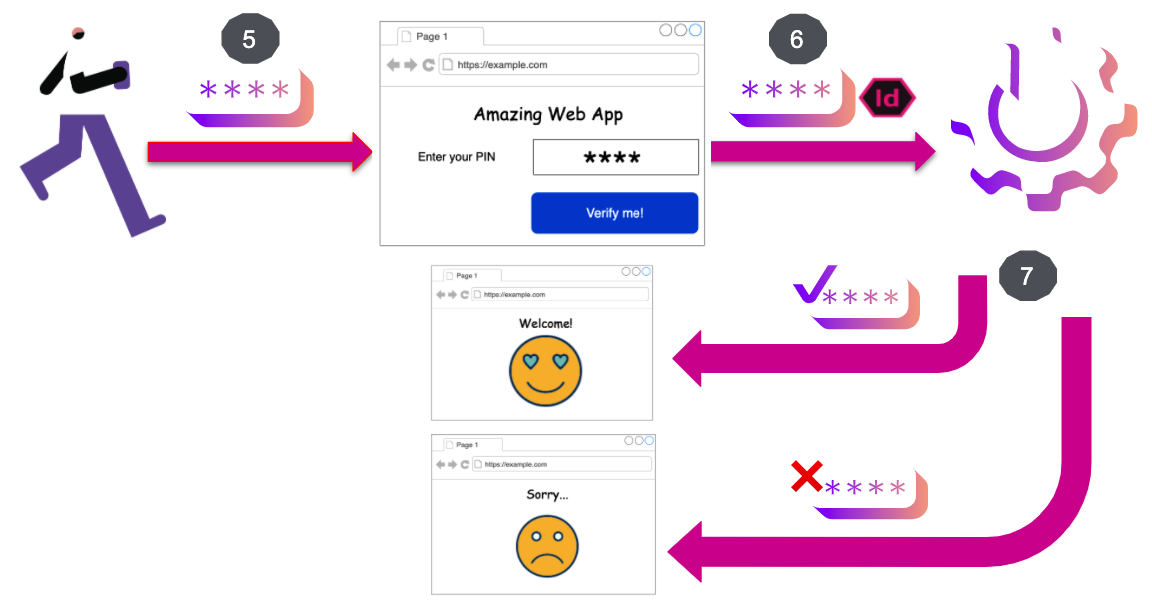 5
* * * *
Page 1
https://example.com
Amazing Web App
Enter your PIN
****
Verify me!
6
* * * *
Id
7
* * * *
Page 1
https://example.com
Welcome!
* * * *
Page 1
https://example.com
Sorry...